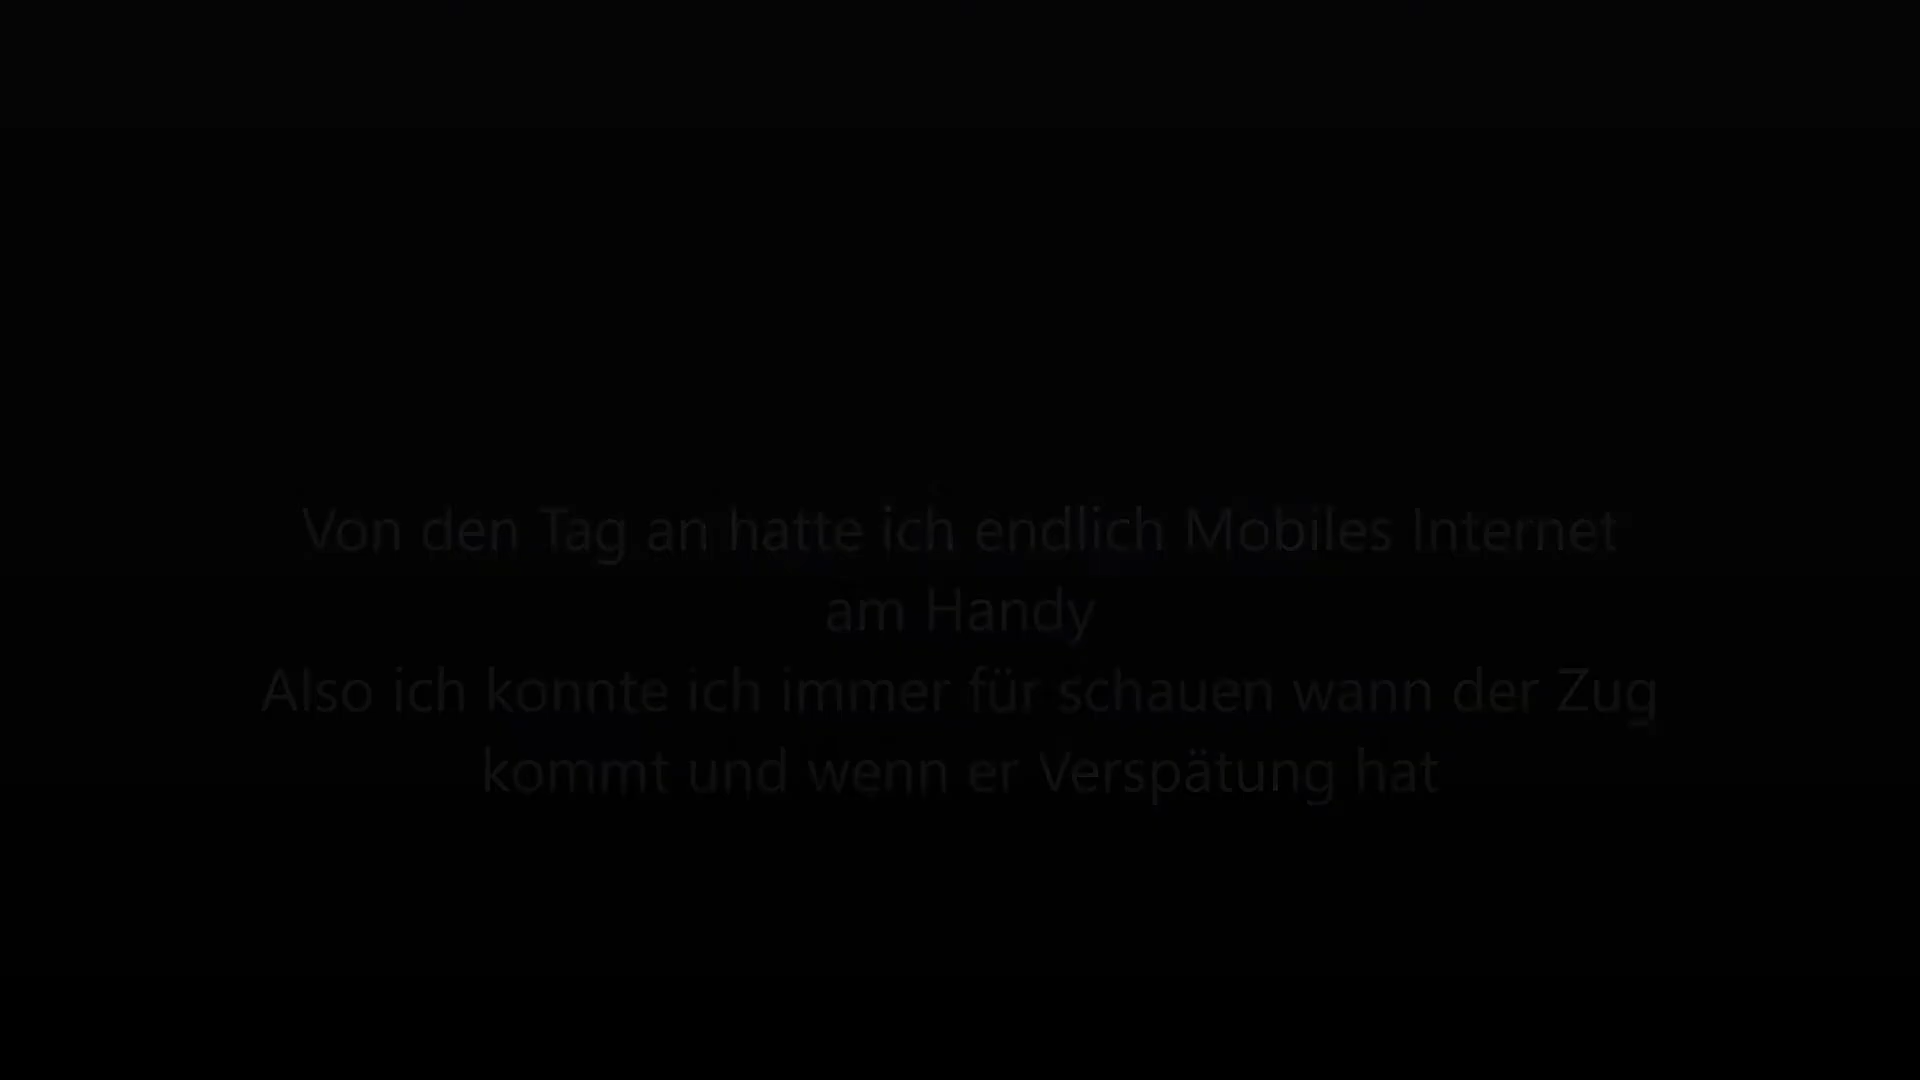 Von den Tag an hatte ich endlich Mobiles Internet
am Handy
Also ich konnte ich immer für schauen wann der Zug
kommt und wenn er Verspätung hat